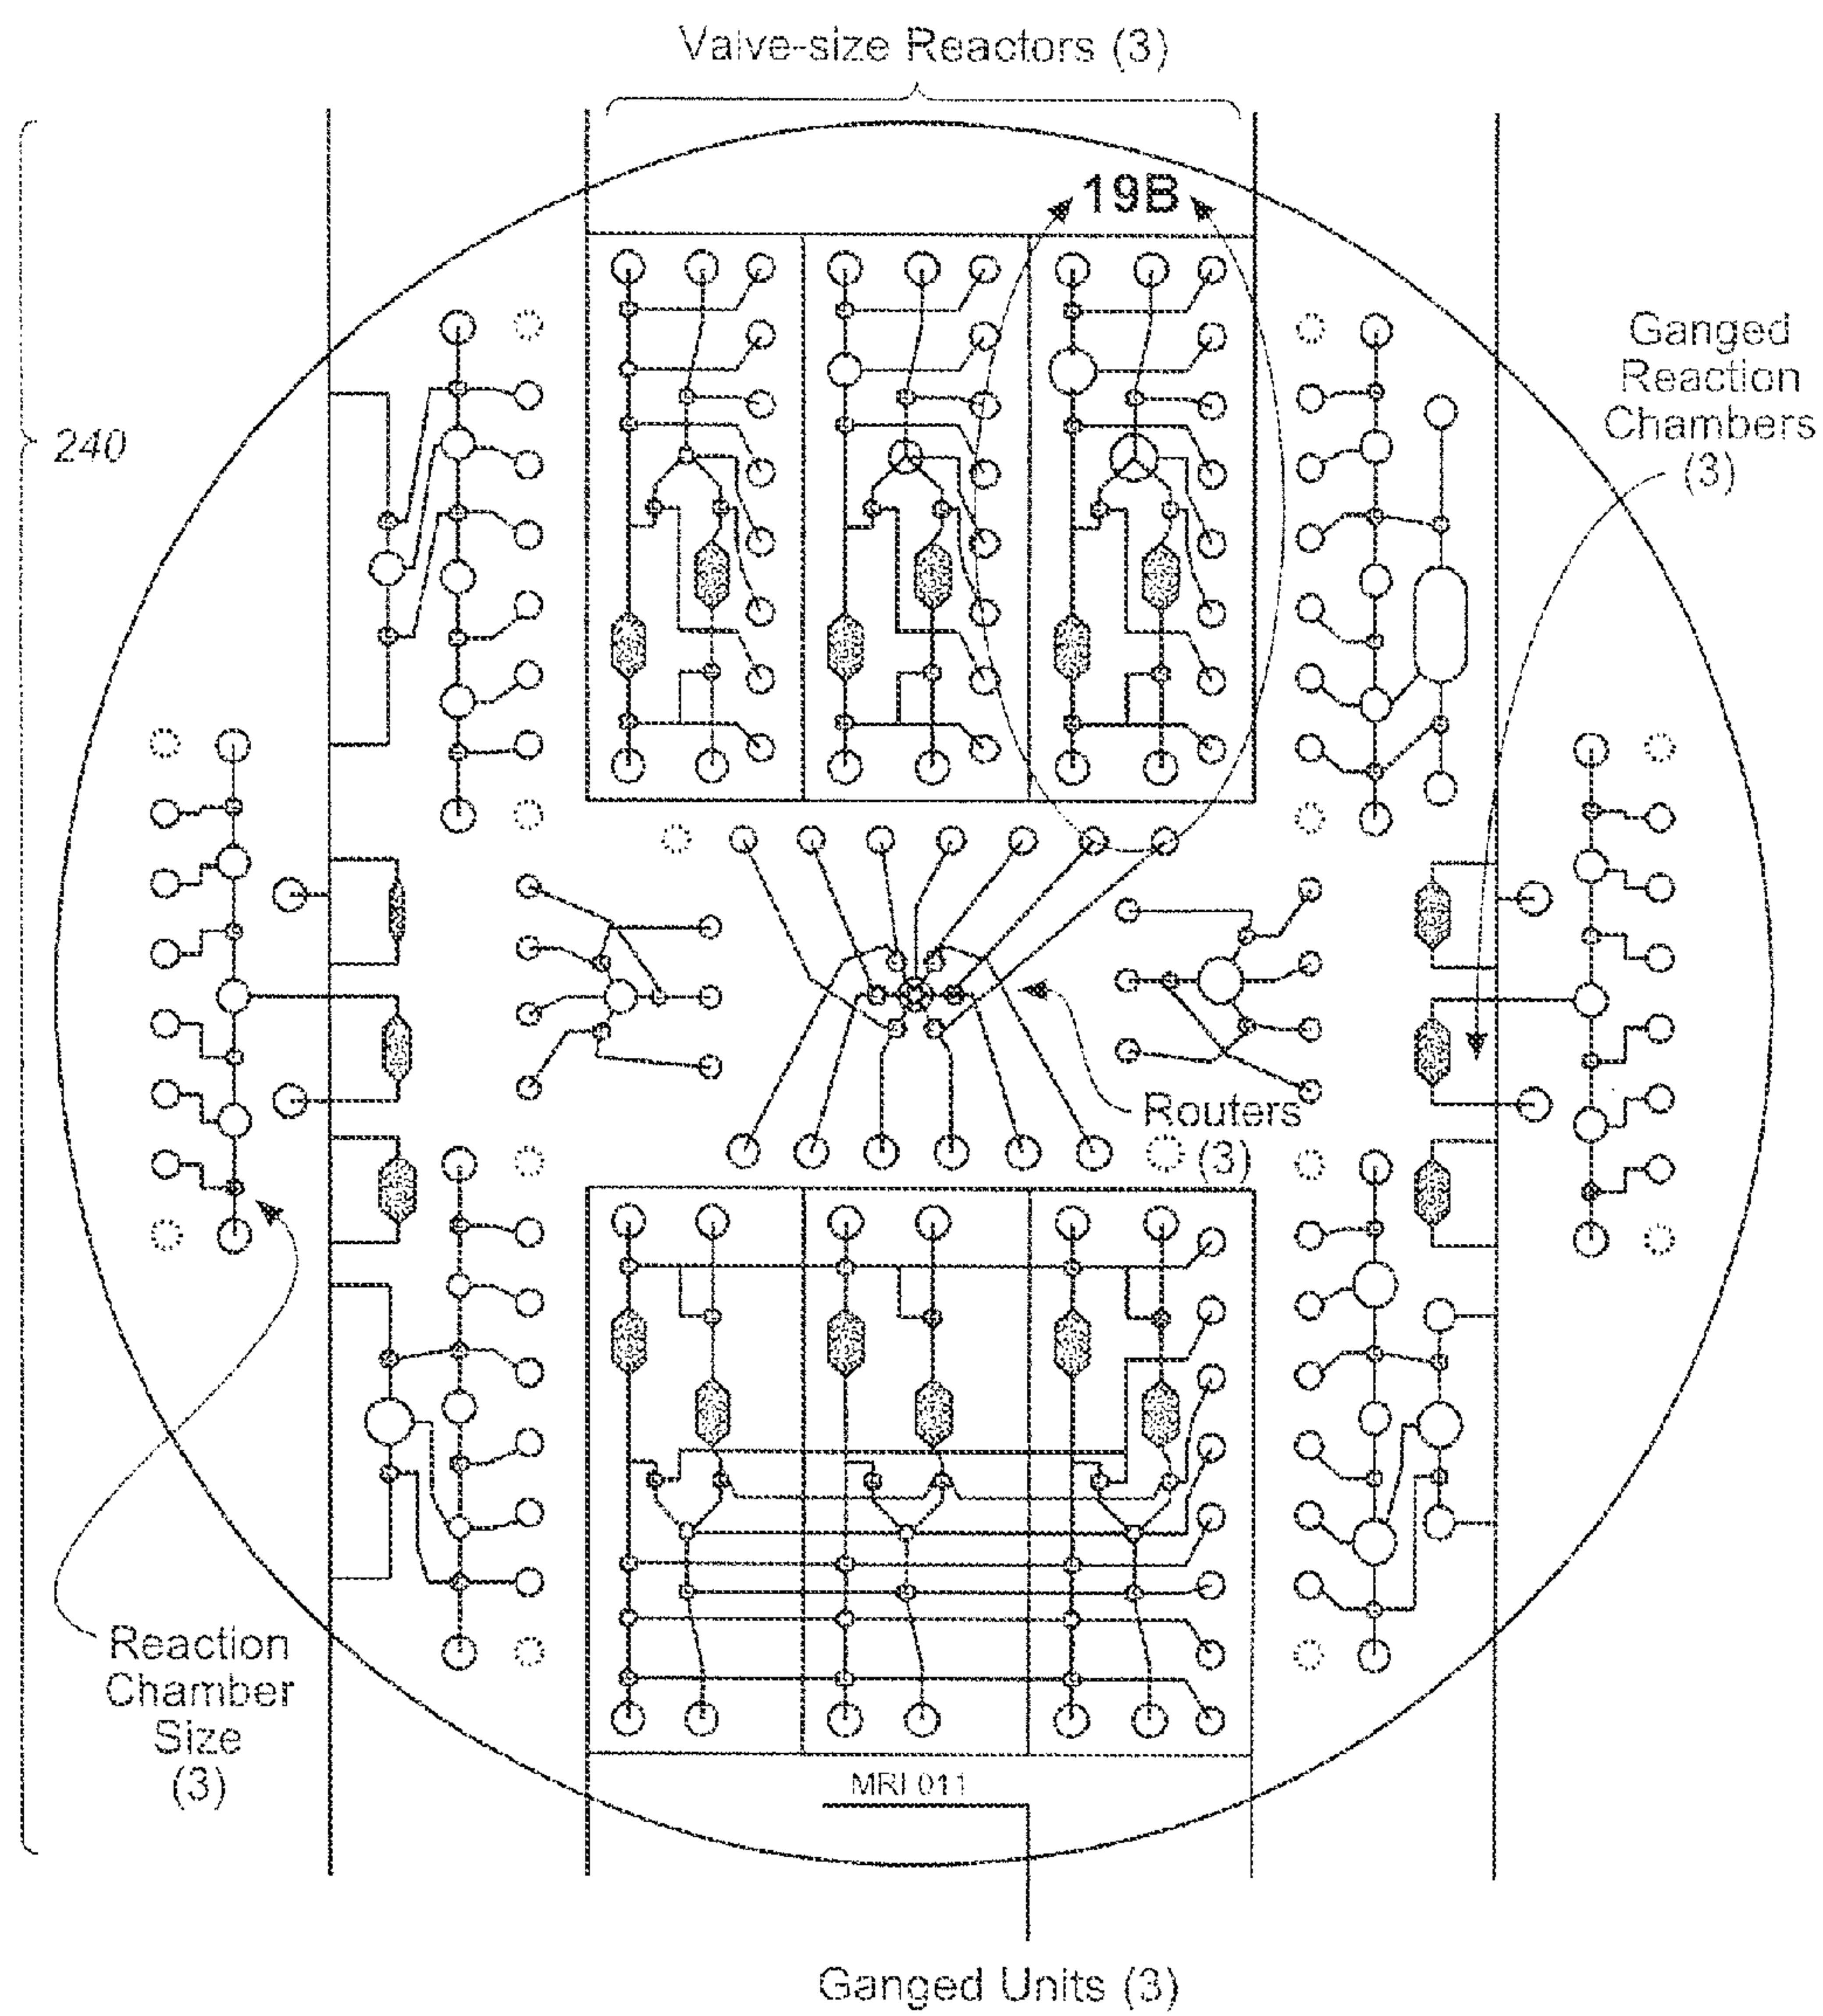 Valve-size Reactors (3)
19B
240
Ganged
Reaction
Chambers
(3)
Routers
(3)
Reaction
Chamber
Size
(3)
MRI 011
Ganged Units (3)